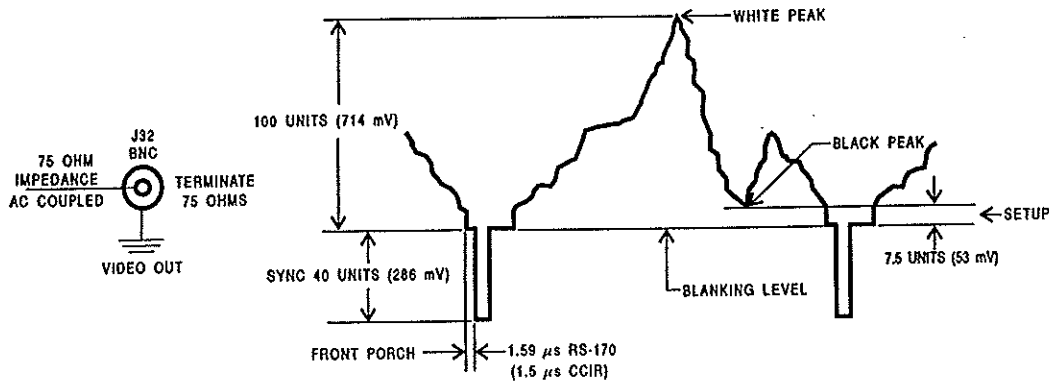 WHITE PEAK
100 UNITS (714 mV)
J32
BNC
75 OHM
IMPEDANCE
AC COUPLED
TERMINATE
75 OHMS
VIDEO OUT
BLACK PEAK
SETUP
7.5 UNITS (53 mV)
SYNC 40 UNITS (286 mV)
BLANKING LEVEL
FRONT PORCH
1.59 µs RS-170
(1.5 µs CCIR)